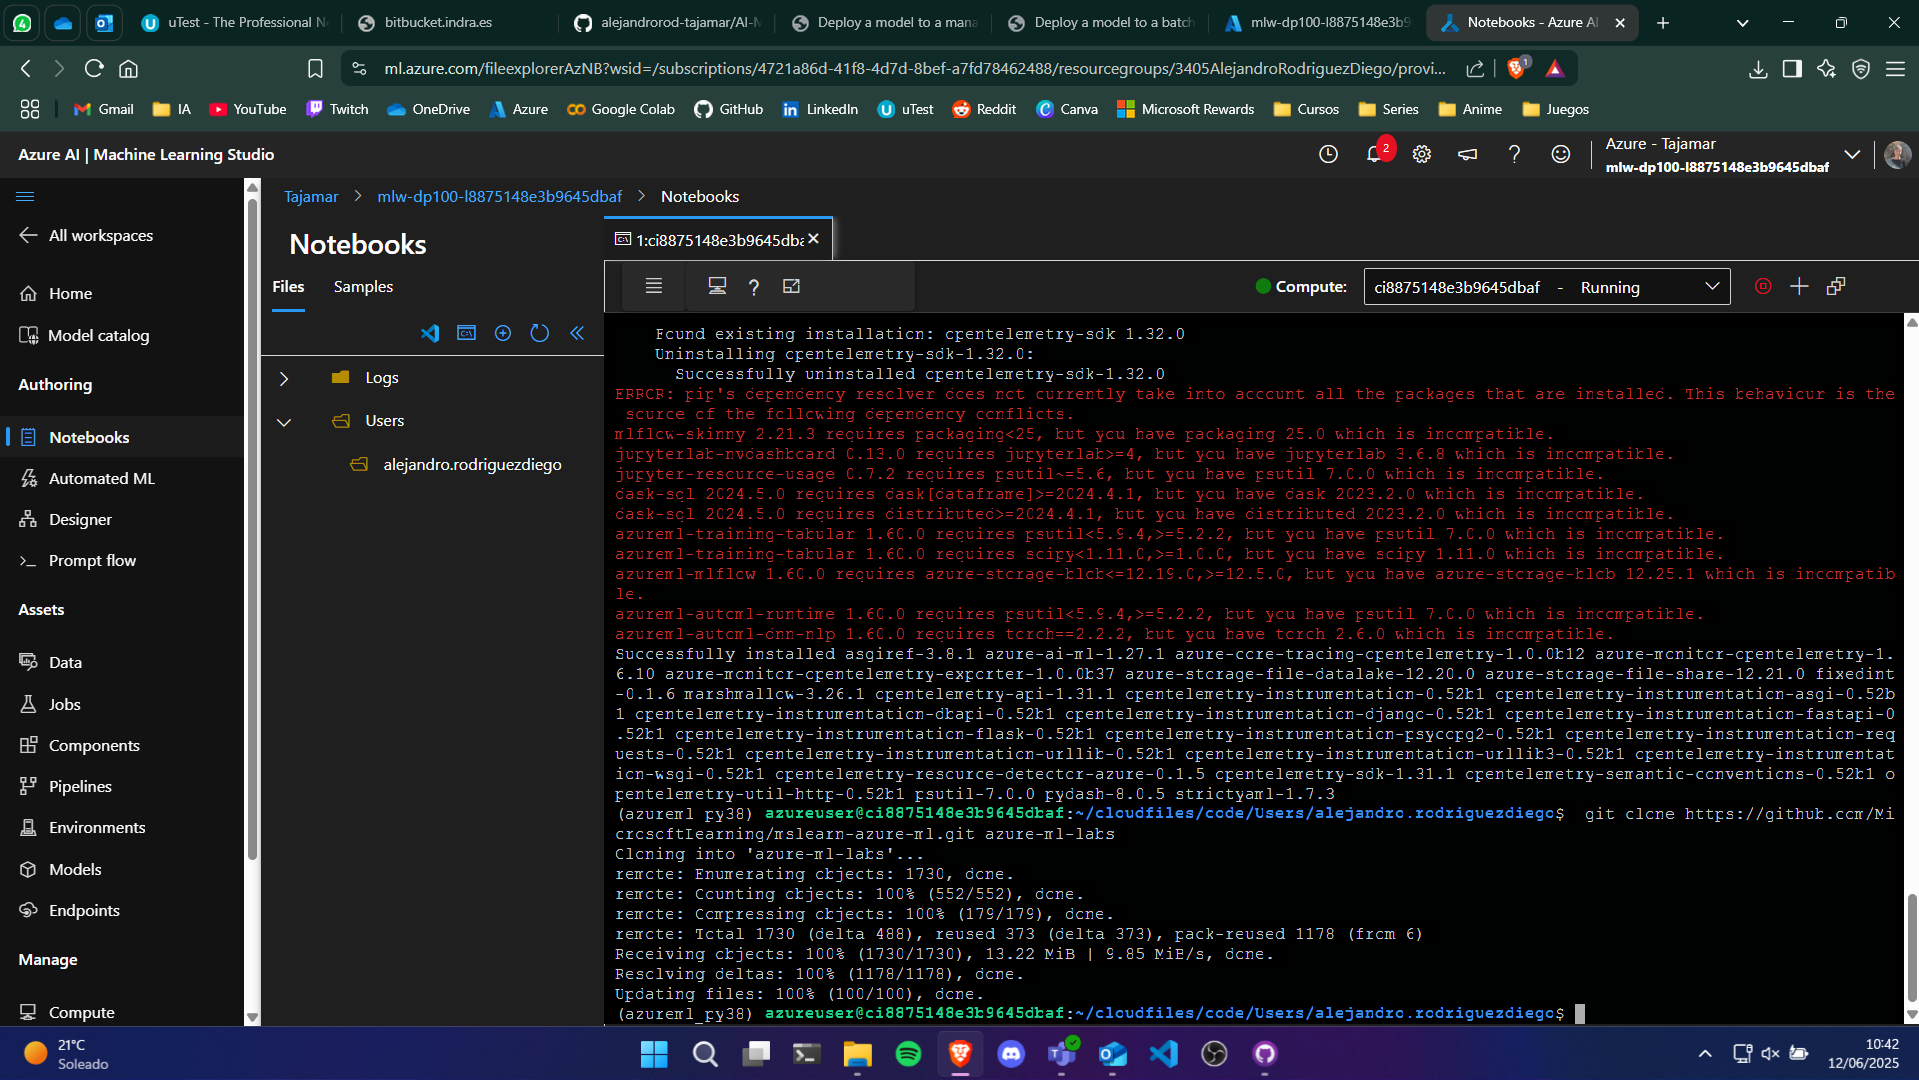 uTest - The Professional N
bitbucket.indra.es
alejandrorod-tajamar/AI-M
Deploy a model to a mana
Deploy a model to a batch
mlw-dp100-l8875148e3b9
Notebooks - Azure AI
ml.azure.com/fileexplorerAzNB?wsid=/subscriptions/4721a86d-41f8-4d7d-8bef-a7fd78462488/resourcegroups/3405AlejandroRodriguezDiego/provi...
1
Gmail
IA
YouTube
Twitch
OneDrive
Azure
Google Colab
GitHub
LinkedIn
uTest
Reddit
Canva
Microsoft Rewards
Cursos
Series
Anime
Juegos
Azure AI | Machine Learning Studio
2
Azure - Tajamar
mlw-dp100-l8875148e3b9645dbaf
All workspaces
Home
Model catalog
Authoring
Notebooks
Automated ML
Designer
Prompt flow
Assets
Data
Jobs
Components
Pipelines
Environments
Models
Endpoints
Manage
Compute
Tajamar > mlw-dp100-l8875148e3b9645dbaf > Notebooks
Notebooks
Files
Samples
Logs
Users
alejandro.rodriguezdiego
1:ci8875148e3b9645dba
Compute:
ci8875148e3b9645dbaf - Running
Found existing installation: opentelemetry-sdk 1.32.0
Uninstalling opentelemetry-sdk-1.32.0:
Successfully uninstalled opentelemetry-sdk-1.32.0
ERROR: pip's dependency resolver does not currently take into account all the packages that are installed. This behaviour is the
source of the following dependency conflicts.
mlflow-skinny 2.21.3 requires packaging<25, but you have packaging 25.0 which is incompatible.
jupyterlab-nvdashboard 0.13.0 requires jupyterlab>=4, but you have jupyterlab 3.6.8 which is incompatible.
jupyter-resource-usage 0.7.2 requires psutil~=5.6, but you have psutil 7.0.0 which is incompatible.
dask-sql 2024.5.0 requires dask[dataframe]>=2024.4.1, but you have dask 2023.2.0 which is incompatible.
dask-sql 2024.5.0 requires distributed>=2024.4.1, but you have distributed 2023.2.0 which is incompatible.
azureml-training-tabular 1.60.0 requires psutil<5.9.4,>=5.2.2, but you have psutil 7.0.0 which is incompatible.
azureml-training-tabular 1.60.0 requires scipy<1.11.0,>=1.0.0, but you have scipy 1.11.0 which is incompatible.
azureml-mlflow 1.60.0 requires azure-storage-blob<=12.19.0,>=12.5.0, but you have azure-storage-blob 12.25.1 which is incompatib
le.
azureml-automl-runtime 1.60.0 requires psutil<5.9.4,>=5.2.2, but you have psutil 7.0.0 which is incompatible.
azureml-automl-dnn-nlp 1.60.0 requires torch==2.2.2, but you have torch 2.6.0 which is incompatible.
Successfully installed asgiref-3.8.1 azure-ai-ml-1.27.1 azure-core-tracing-opentelemetry-1.0.0b12 azure-monitor-opentelemetry-1.
6.10 azure-monitor-opentelemetry-exporter-1.0.0b37 azure-storage-file-datalake-12.20.0 azure-storage-file-share-12.21.0 fixedint
-0.1.6 marshmallow-3.26.1 opentelemetry-api-1.31.1 opentelemetry-instrumentation-0.52b1 opentelemetry-instrumentation-asgi-0.52b
1 opentelemetry-instrumentation-dbapi-0.52b1 opentelemetry-instrumentation-django-0.52b1 opentelemetry-instrumentation-fastapi-0
.52b1 opentelemetry-instrumentation-flask-0.52b1 opentelemetry-instrumentation-psycopg2-0.52b1 opentelemetry-instrumentation-req
uests-0.52b1 opentelemetry-instrumentation-urllib-0.52b1 opentelemetry-instrumentation-urllib3-0.52b1 opentelemetry-instrumentat
ion-wsgi-0.52b1 opentelemetry-resource-detector-azure-0.1.5 opentelemetry-sdk-1.31.1 opentelemetry-semantic-conventions-0.52b1 o
pentelemetry-util-http-0.52b1 psutil-7.0.0 pydash-8.0.5 strictyaml-1.7.3
(azureml_py38) azureuser@ci8875148e3b9645dbaf:~/cloudfiles/code/Users/alejandro.rodriguezdiego$ git clone https://github.com/Mi
crosoftLearning/mslearn-azure-ml.git azure-ml-labs
Cloning into 'azure-ml-labs'...
remote: Enumerating objects: 1730, done.
remote: Counting objects: 100% (552/552), done.
remote: Compressing objects: 100% (179/179), done.
remote: Total 1730 (delta 488), reused 373 (delta 373), pack-reused 1178 (from 6)
Receiving objects: 100% (1730/1730), 13.22 MiB | 9.85 MiB/s, done.
Resolving deltas: 100% (1178/1178), done.
Updating files: 100% (100/100), done.
(azureml_py38) azureuser@ci8875148e3b9645dbaf:~/cloudfiles/code/Users/alejandro.rodriguezdiego$
21°C
Soleado
10:42
12/06/2025